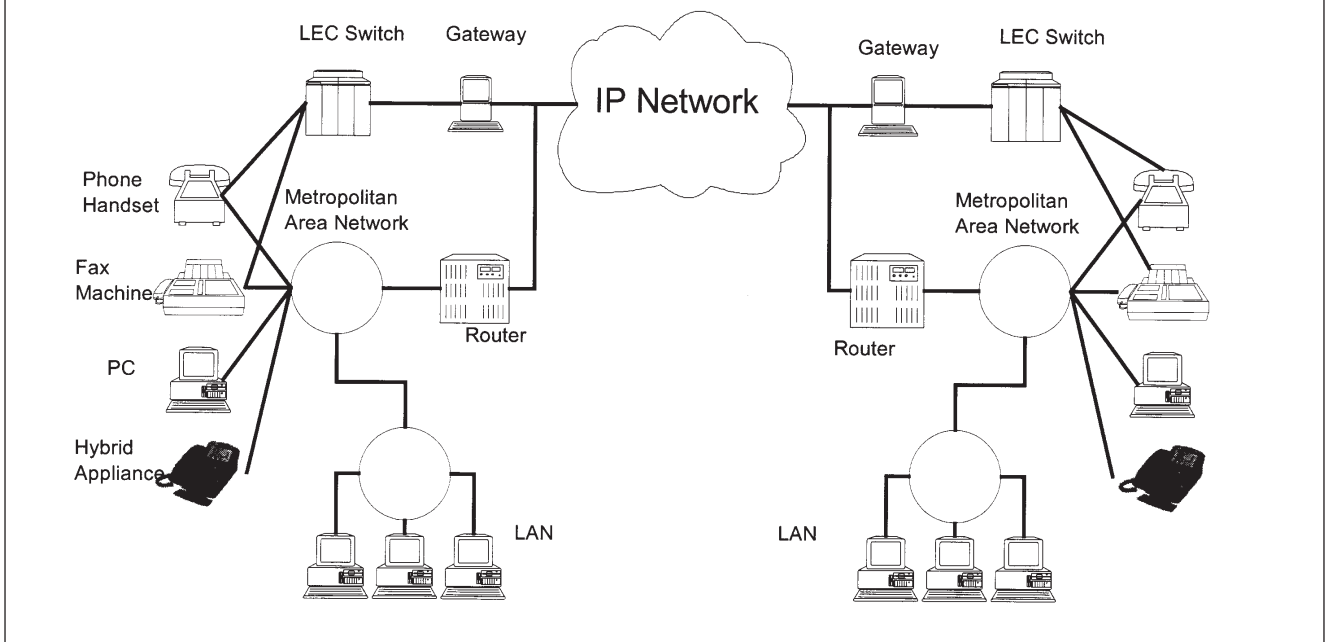 LEC Switch
Gateway
IP Network
Gateway
LEC Switch
Phone
Handset
Metropolitan
Area Network
Metropolitan
Area Network
Fax
Machine
Router
Router
PC
Hybrid
Appliance
LAN
LAN